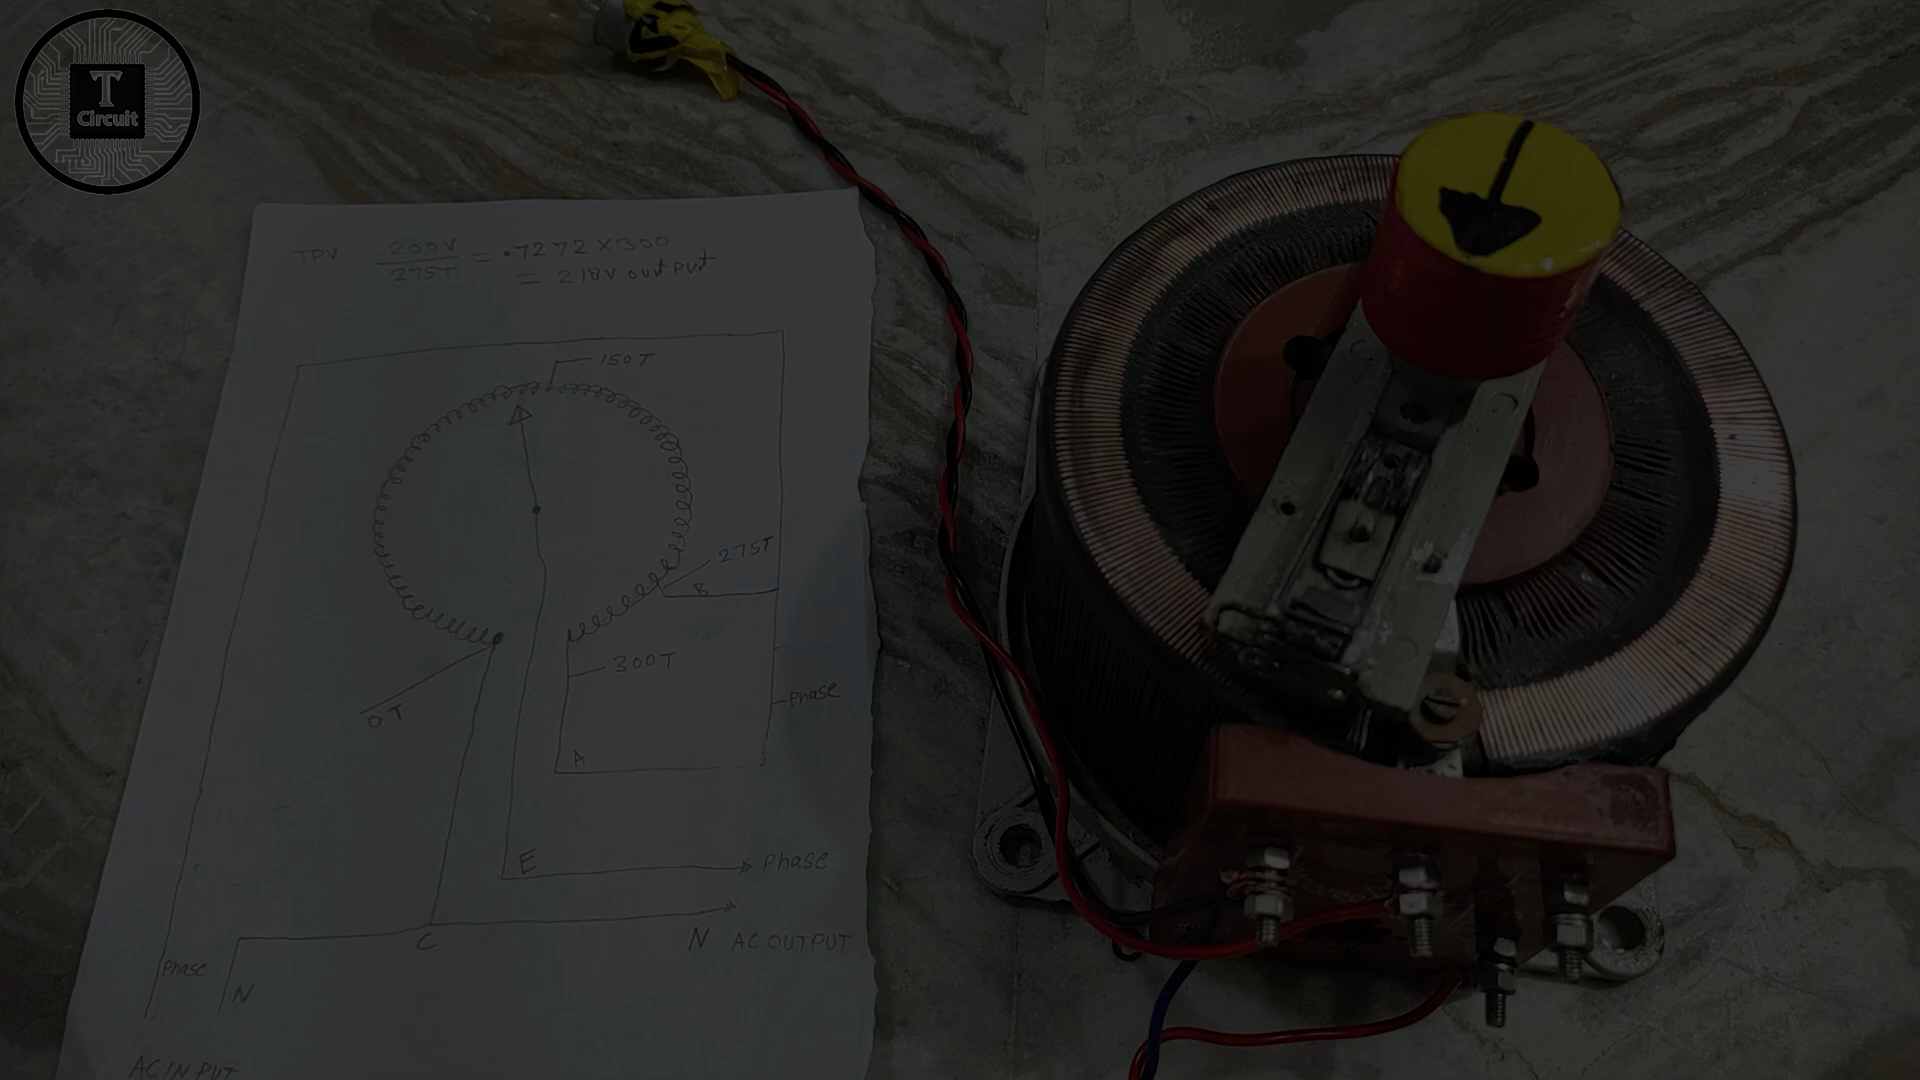 T
Circuit
TPV 200V / 275T = .7272 X 300
= 218V output
150T
275T
B
300T
phase
0T
A
E
phase
C
N AC OUTPUT
phase
N
AC INPUT